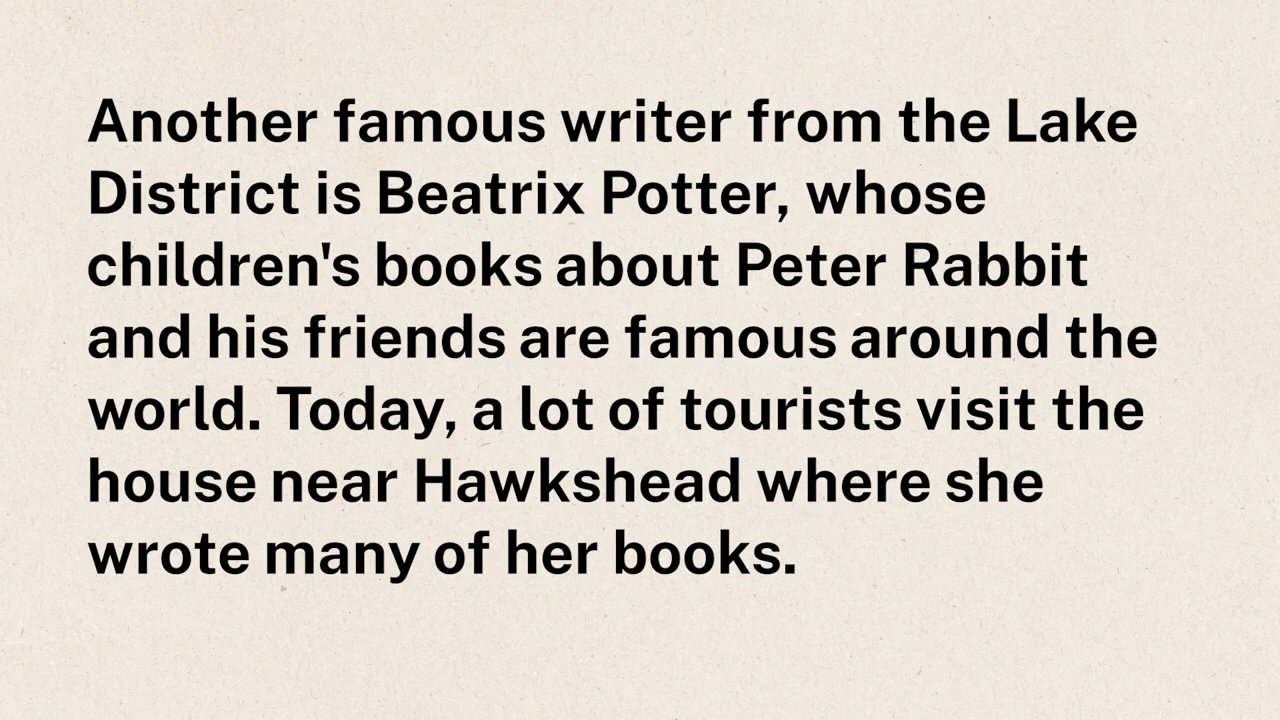 Another famous writer from the Lake
District is Beatrix Potter, whose
children's books about Peter Rabbit
and his friends are famous around the
world. Today, a lot of tourists visit the
house near Hawkshead where she
wrote many of her books.